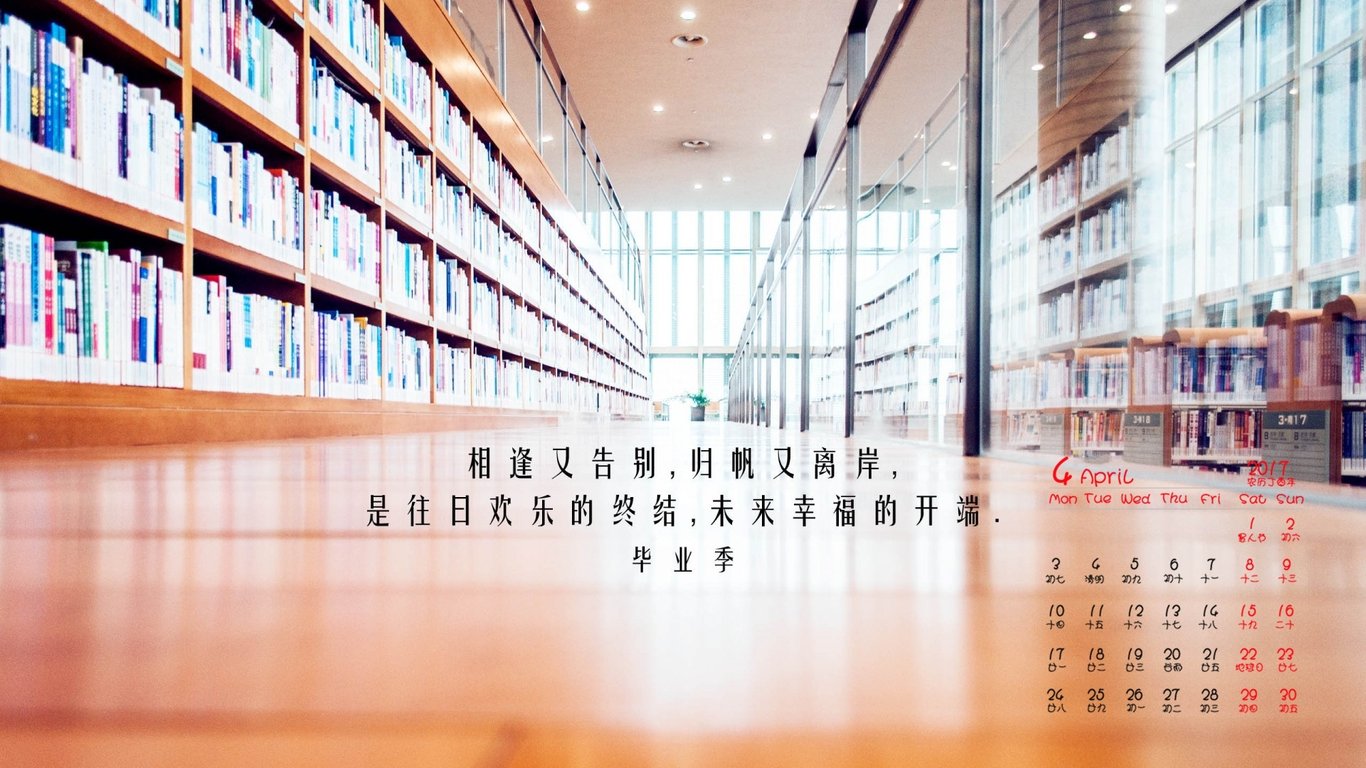 相逢又告别,归帆又离岸,
是往日欢乐的终结,未来幸福的开端.
毕业季
4 April 2017
农历丁酉年
Mon Tue Wed Thu Fri Sat Sun
1 2
愚人节 初六
3 4 5 6 7 8 9
初七 清明 初九 初十 十一 十二 十三
10 11 12 13 14 15 16
十四 十五 十六 十七 十八 十九 二十
17 18 19 20 21 22 23
廿一 廿二 廿三 谷雨 廿五 地球日 廿七
24 25 26 27 28 29 30
廿八 廿九 初一 初二 初三 初四 初五